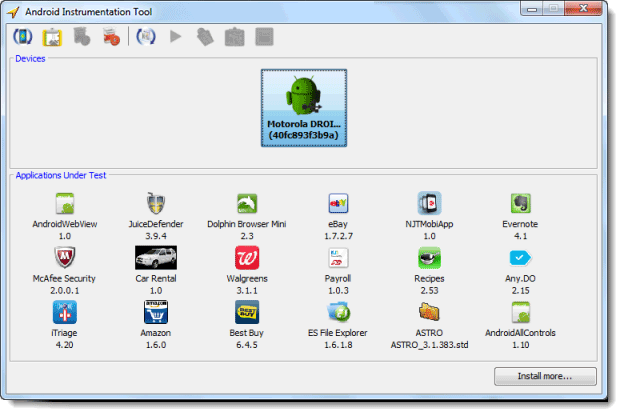 Android Instrumentation Tool
Devices
Motorola DROI...
(40fc893f3b9a)
Applications Under Test
AndroidWebView JuiceDefender Dolphin Browser Mini eBay NJTMobiApp Evernote
1.0 3.9.4 2.3 1.7.2.7 1.0 4.1
McAfee Security Car Rental Walgreens Payroll Recipes Any.DO
2.0.0.1 1.0 3.1.1 1.0.3 2.53 2.15
iTriage Amazon Best Buy ES File Explorer ASTRO AndroidAllControls
4.20 1.6.0 6.4.5 1.6.1.8 ASTRO_3.1.383.std 1.10
Install more...